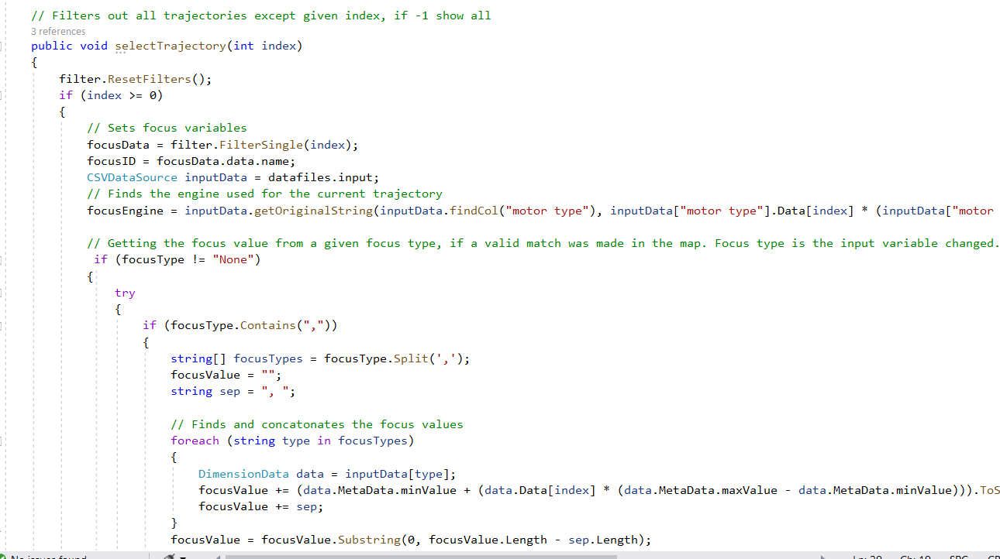 // Filters out all trajectories except given index, if -1 show all
3 references
public void selectTrajectory(int index)
{
filter.ResetFilters();
if (index >= 0)
{
// Sets focus variables
focusData = filter.FilterSingle(index);
focusID = focusData.data.name;
CSVDataSource inputData = datafiles.input;
// Finds the engine used for the current trajectory
focusEngine = inputData.getOriginalString(inputData.findCol("motor type"), inputData["motor type"].Data[index] * (inputData["motor
// Getting the focus value from a given focus type, if a valid match was made in the map. Focus type is the input variable changed.
if (focusType != "None")
{
try
{
if (focusType.Contains(","))
{
string[] focusTypes = focusType.Split(',');
focusValue = "";
string sep = ", ";
// Finds and concatonates the focus values
foreach (string type in focusTypes)
{
DimensionData data = inputData[type];
focusValue += (data.MetaData.minValue + (data.Data[index] * (data.MetaData.maxValue - data.MetaData.minValue))).ToS
focusValue += sep;
}
focusValue = focusValue.Substring(0, focusValue.Length - sep.Length);
No issues found